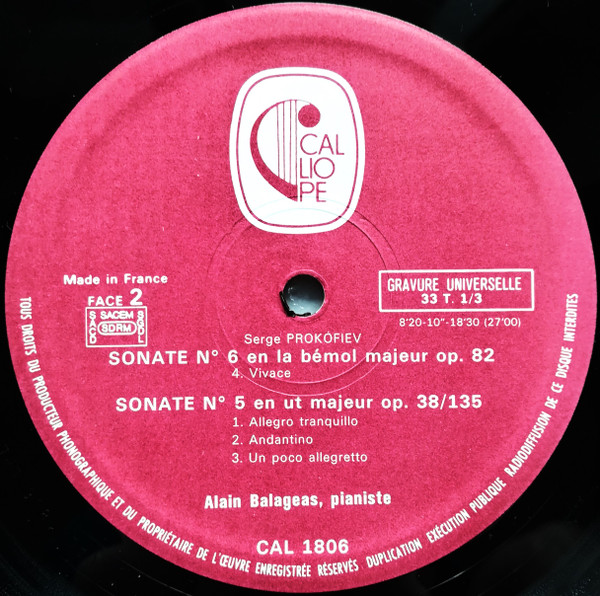 CAL
LIO
PE
Made in France
FACE 2
SACD SACEM SDRM SGDL
GRAVURE UNIVERSELLE
33 T. 1/3
8'20-10"-18'30 (27'00)
Serge PROKÓFIEV
SONATE N° 6 en la bémol majeur op. 82
4. Vivace
SONATE N° 5 en ut majeur op. 38/135
1. Allegro tranquillo
2. Andantino
3. Un poco allegretto
Alain Balageas, pianiste
CAL 1806
TOUS DROITS DU PRODUCTEUR PHONOGRAPHIQUE ET DU PROPRIÉTAIRE DE L'ŒUVRE ENREGISTRÉE RÉSERVÉS. DUPLICATION EXÉCUTION PUBLIQUE RADIODIFFUSION DE CE DISQUE INTERDITES